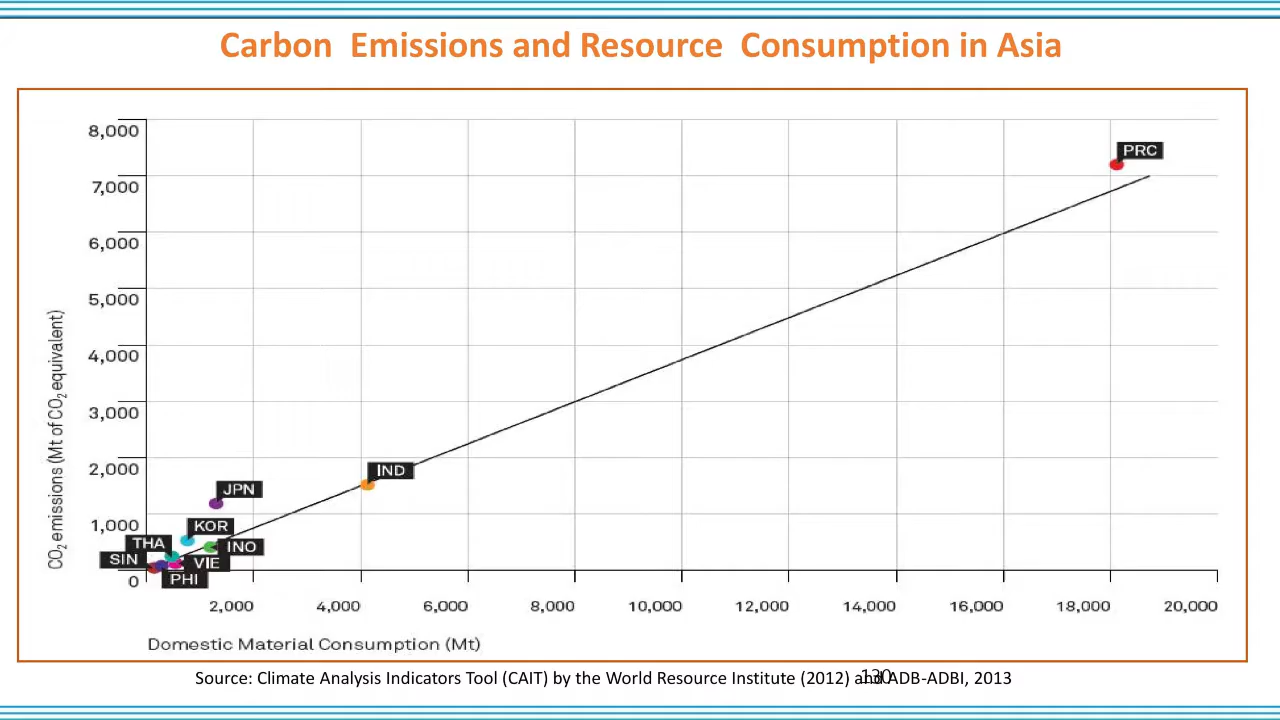 Carbon Emissions and Resource Consumption in Asia
8,000
7,000
6,000
5,000
4,000
3,000
2,000
1,000
0
CO2 emissions (Mt of CO2 equivalent)
PRC
IND
JPN
KOR
THA
INO
SIN
VIE
PHI
2,000 4,000 6,000 8,000 10,000 12,000 14,000 16,000 18,000 20,000
Domestic Material Consumption (Mt)
Source: Climate Analysis Indicators Tool (CAIT) by the World Resource Institute (2012) and ADB-ADBI, 2013
130